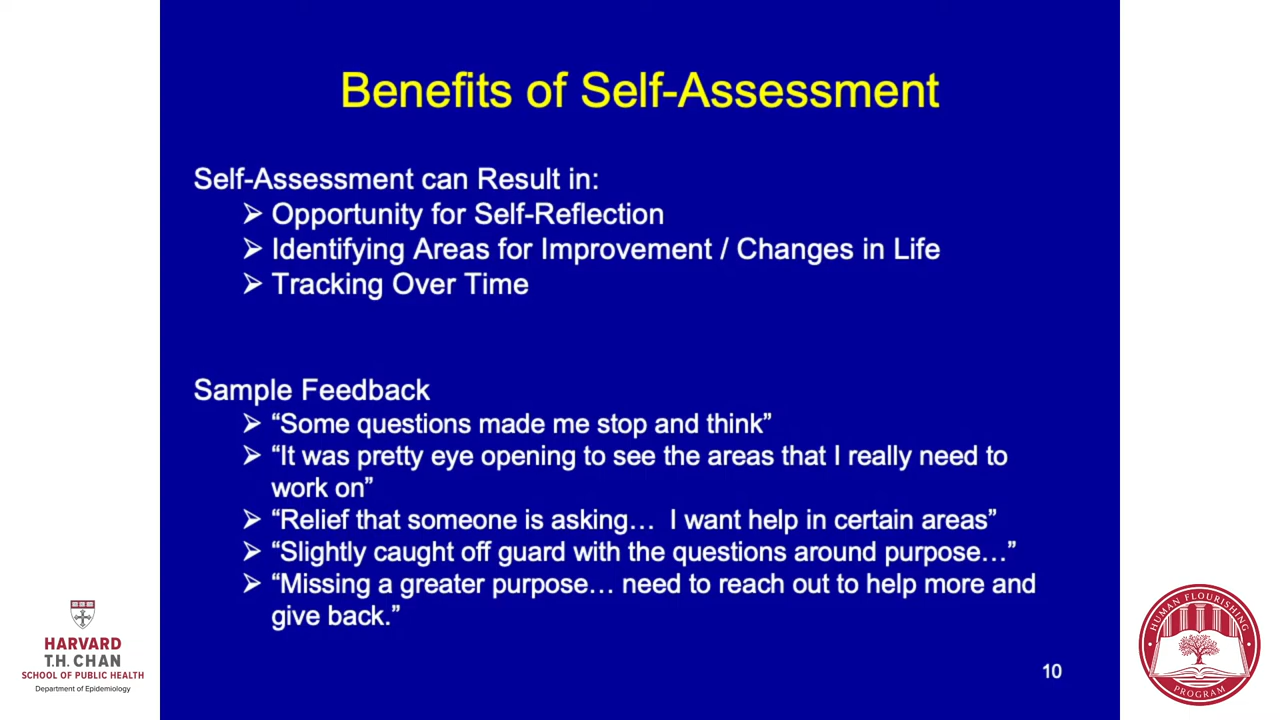 Benefits of Self-Assessment
Self-Assessment can Result in:
➢ Opportunity for Self-Reflection
➢ Identifying Areas for Improvement / Changes in Life
➢ Tracking Over Time
Sample Feedback
➢ “Some questions made me stop and think”
➢ “It was pretty eye opening to see the areas that I really need to
work on”
➢ “Relief that someone is asking… I want help in certain areas”
➢ “Slightly caught off guard with the questions around purpose…”
➢ “Missing a greater purpose… need to reach out to help more and
give back.”
10
HARVARD
T.H. CHAN
SCHOOL OF PUBLIC HEALTH
Department of Epidemiology
HUMAN FLOURISHING
PROGRAM